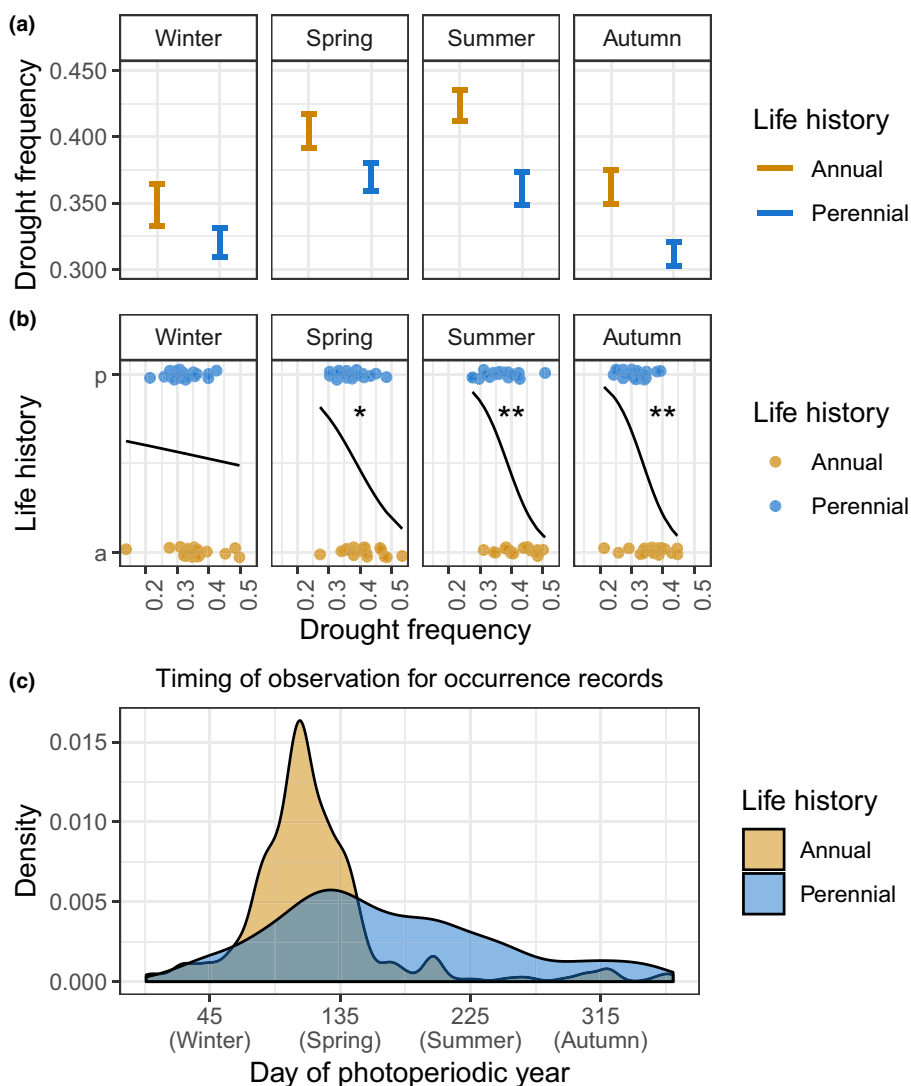 (a)
Winter Spring Summer Autumn
Drought frequency
0.450
0.400
0.350
0.300
Life history
Annual
Perennial
(b)
Winter Spring Summer Autumn
Life history
p
a
* ** **
0.2 0.3 0.4 0.5 0.2 0.3 0.4 0.5 0.2 0.3 0.4 0.5 0.2 0.3 0.4 0.5
Drought frequency
Life history
Annual
Perennial
(c)
Timing of observation for occurrence records
Density
0.015
0.010
0.005
0.000
45 135 225 315
(Winter) (Spring) (Summer) (Autumn)
Day of photoperiodic year
Life history
Annual
Perennial